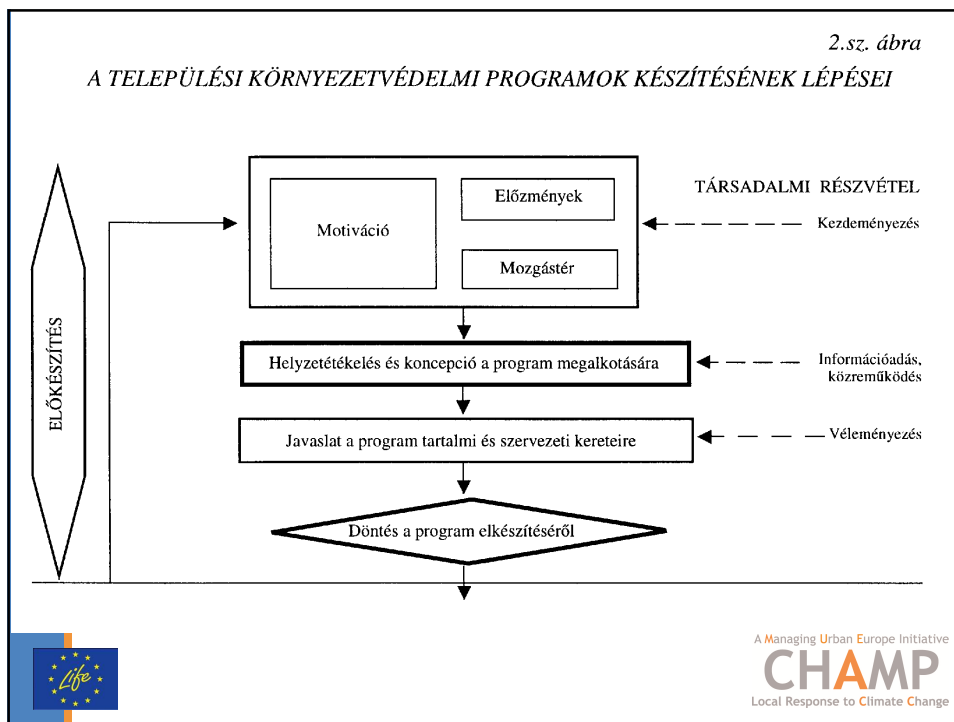 2.sz. ábra
A TELEPÜLÉSI KÖRNYEZETVÉDELMI PROGRAMOK KÉSZÍTÉSÉNEK LÉPÉSEI
TÁRSADALMI RÉSZVÉTEL
Motiváció
Előzmények
Mozgástér
Kezdeményezés
ELŐKÉSZÍTÉS
Helyzetétékelés és koncepció a program megalkotására
Információadás,
közreműködés
Javaslat a program tartalmi és szervezeti kereteire
Véleményezés
Döntés a program elkészítéséről
Life
A Managing Urban Europe Initiative
CHAMP
Local Response to Climate Change